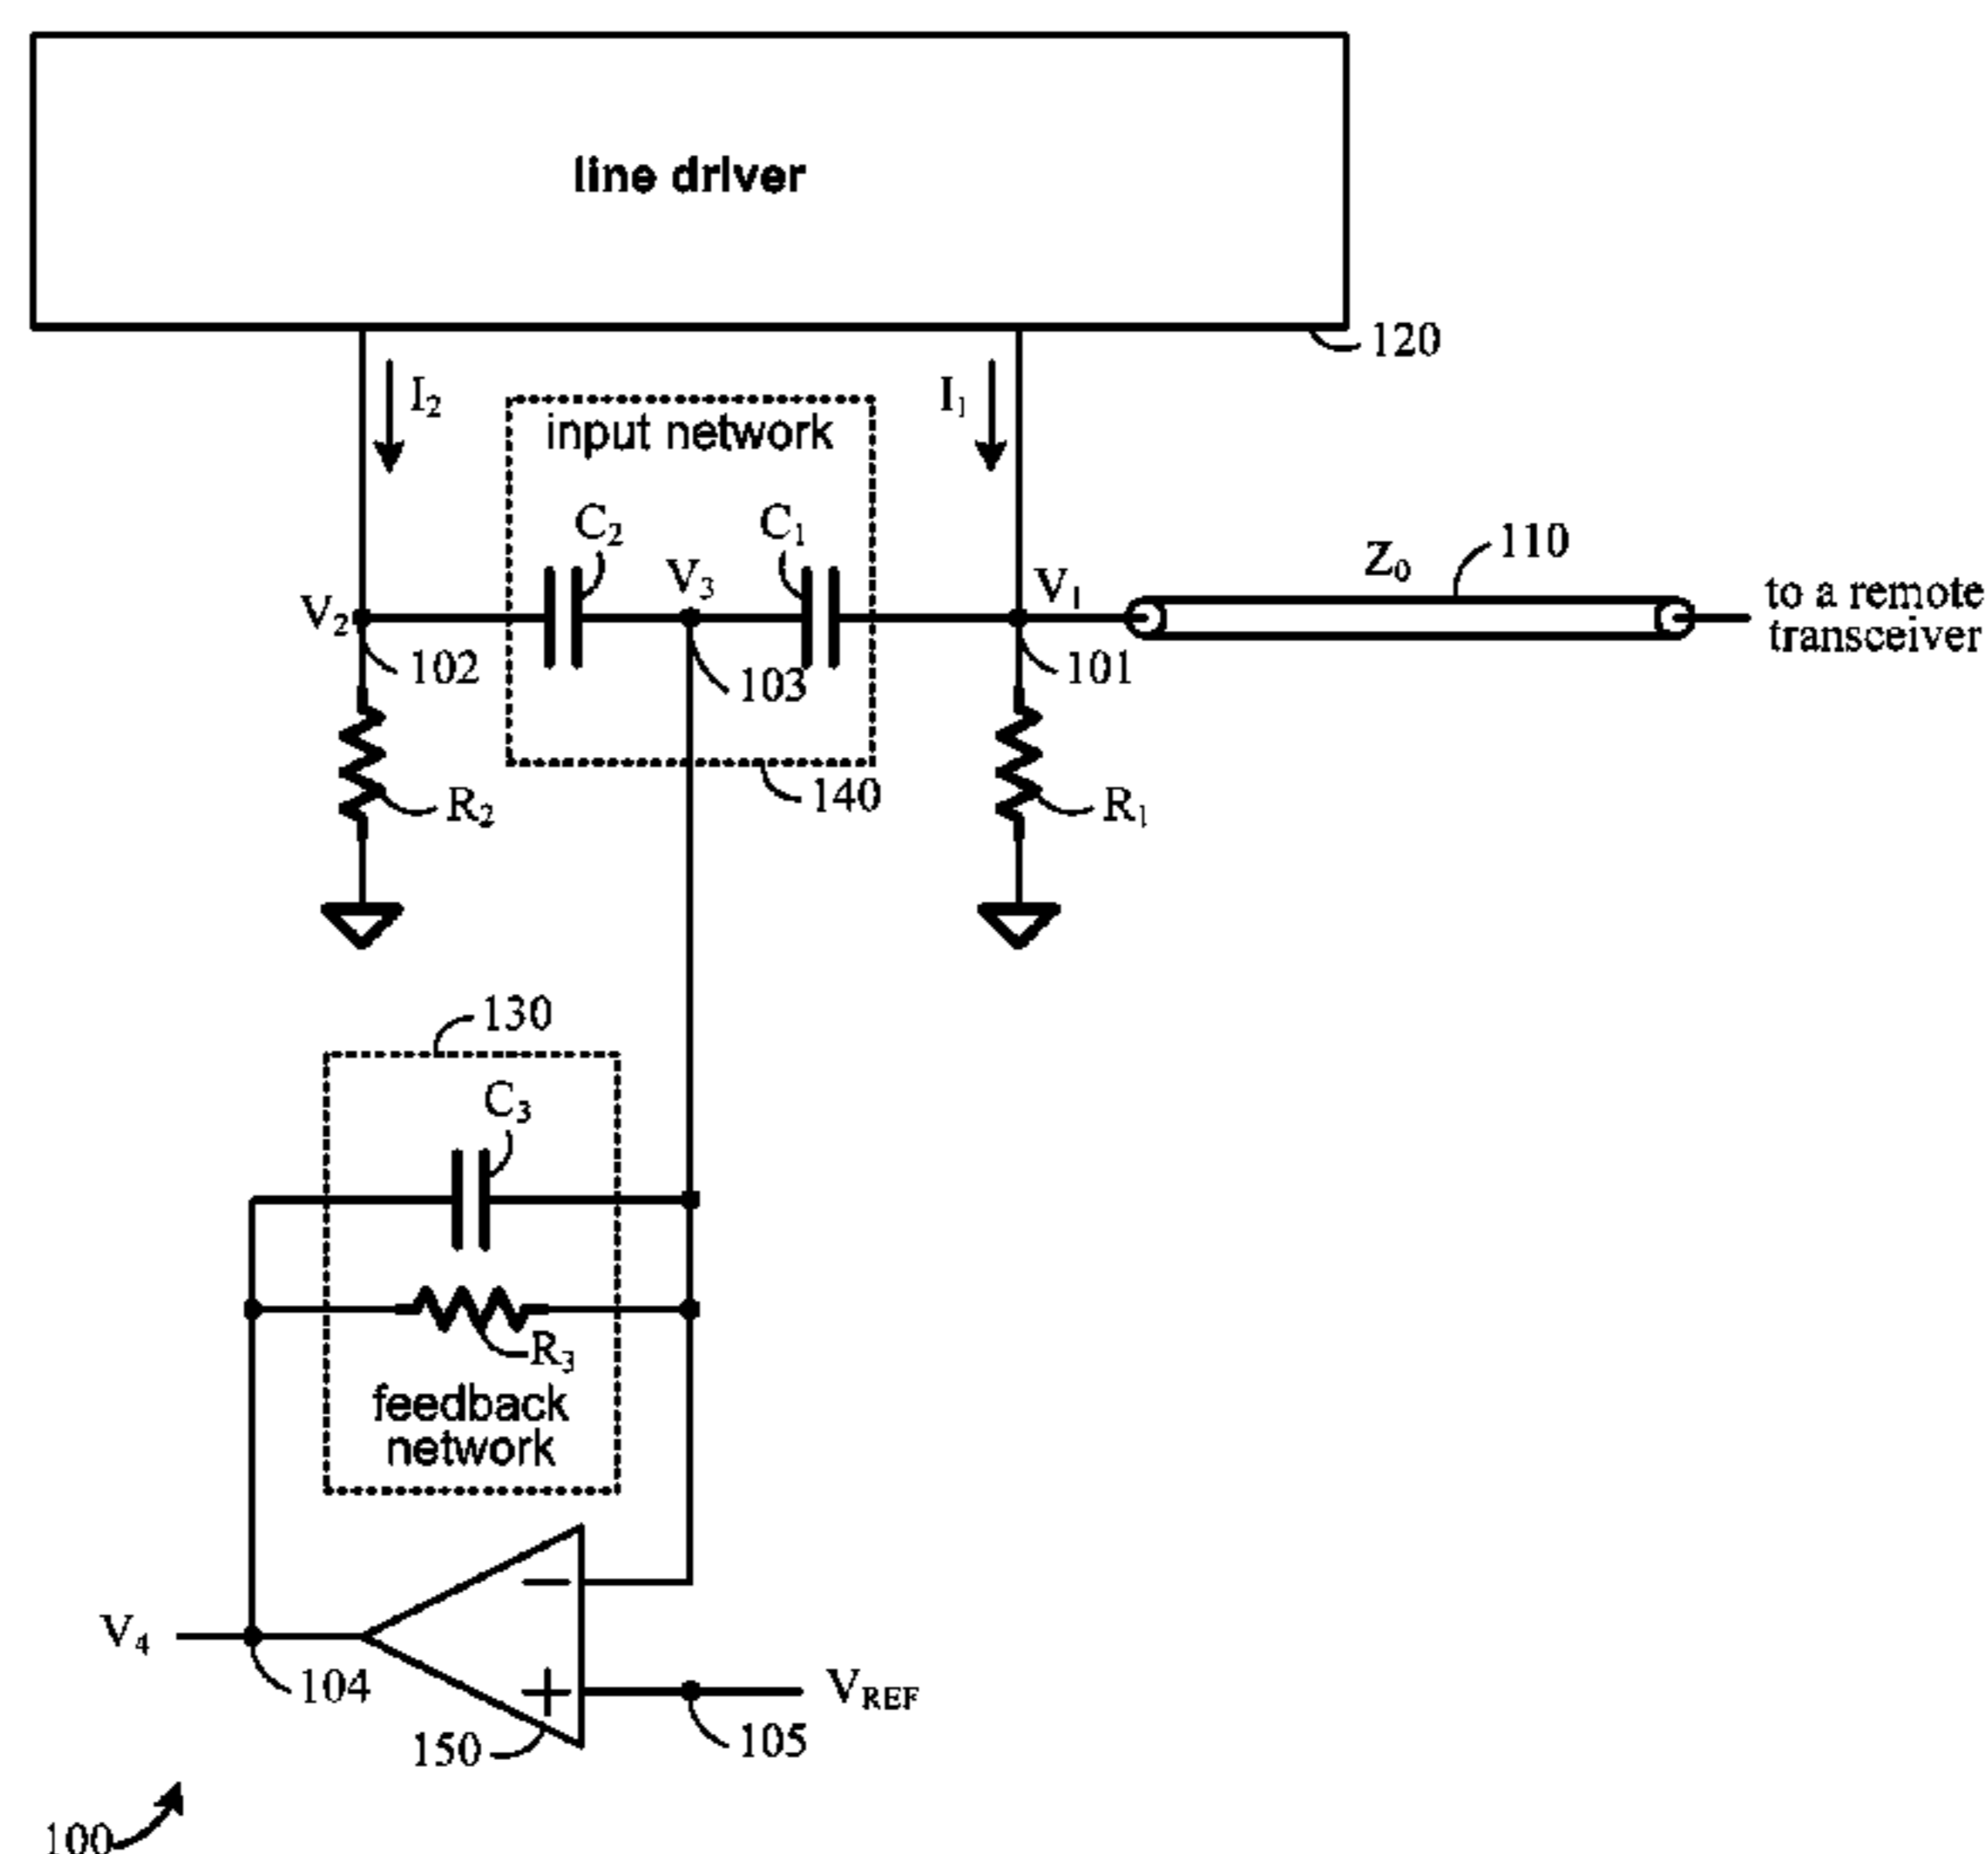 line driver
120
I₂
input network
I₁
C₂
C₁
V₃
V₂
V₁
Z₀
110
to a remote
transceiver
102
103
101
R₂
140
R₁
130
C₃
R₃
feedback
network
V₄
104
V_REF
150
105
100